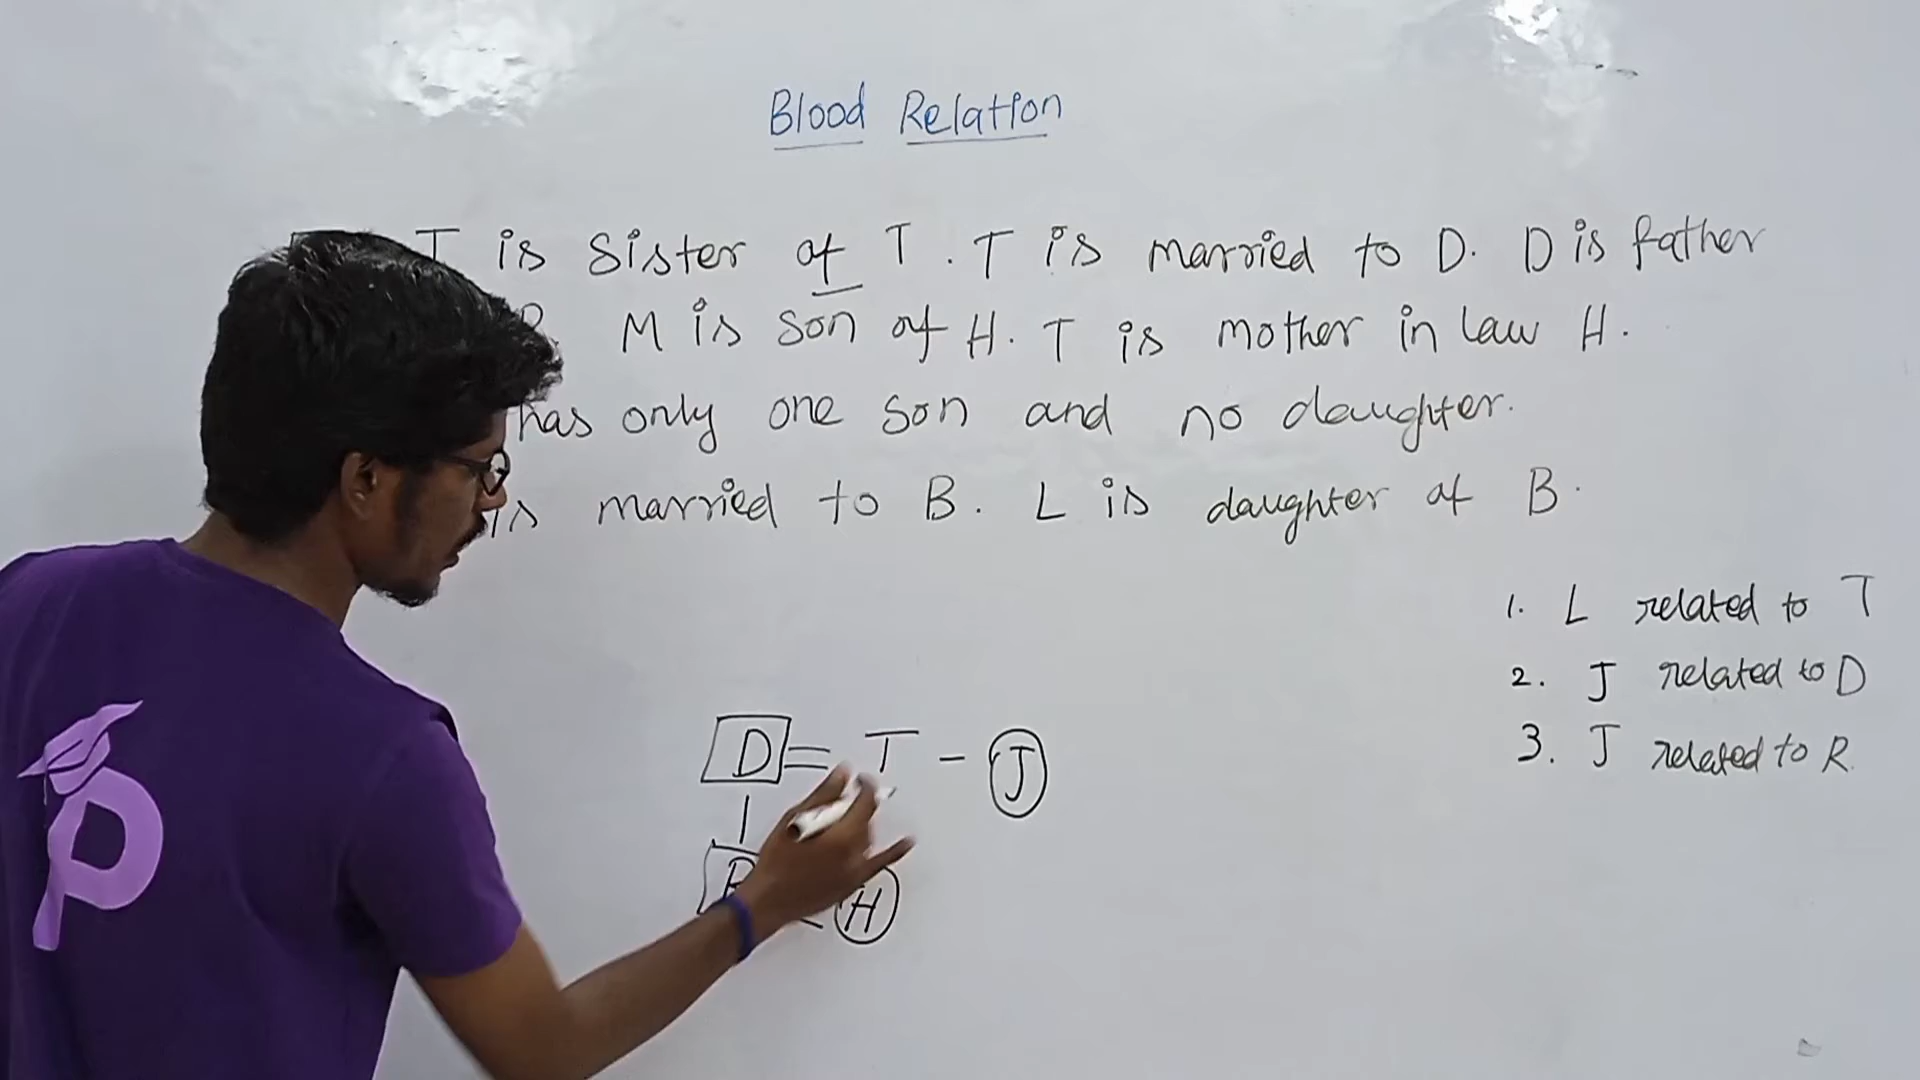 Blood Relation
is sister of T. T is married to D. D is father
M is son of H. T is mother in law H.
has only one son and no daughter.
is married to B. L is daughter of B.
1. L related to T
2. J related to D
3. J related to R.
D = T - J
H